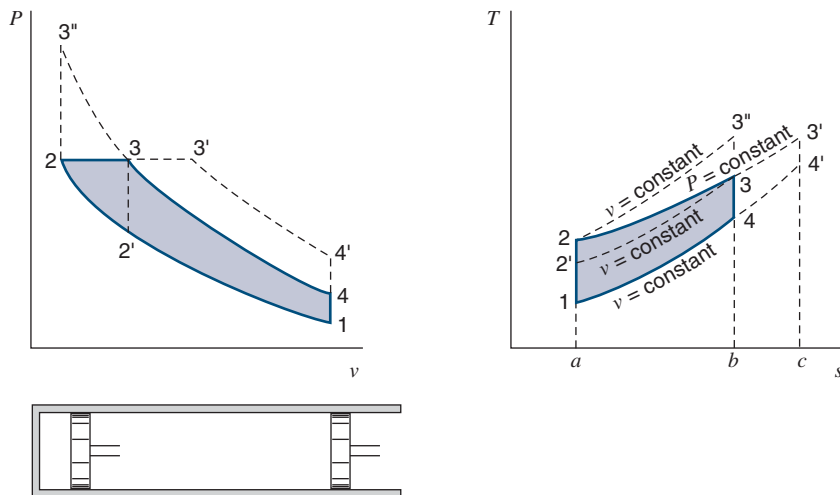 P
3"
2
3
3'
2'
4'
4
1
v
T
3"
3'
v = constant
P = constant
4'
3
2
4
2'
v = constant
1
v = constant
a
b
c
s